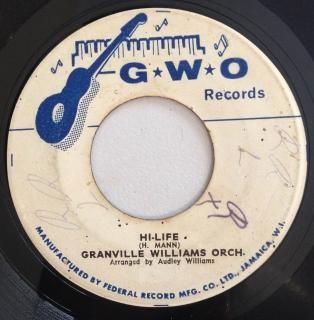 G★W★O
Records
HI-LIFE
(H. MANN)
GRANVILLE WILLIAMS ORCH.
Arranged by Audley Williams
MANUFACTURED BY FEDERAL RECORD MFG. CO. LTD., JAMAICA, W.I.